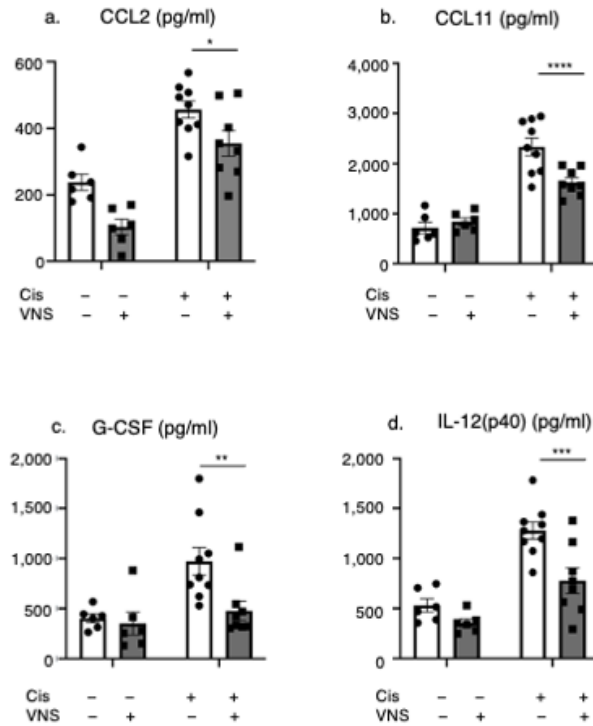 a. CCL2 (pg/ml)
*
600
400
200
0
Cis – – + +
VNS – + – +
b. CCL11 (pg/ml)
****
4,000
3,000
2,000
1,000
0
Cis – – + +
VNS – + – +
c. G-CSF (pg/ml)
**
2,000
1,500
1,000
500
0
Cis – – + +
VNS – + – +
d. IL-12(p40) (pg/ml)
***
2,000
1,500
1,000
500
0
Cis – – + +
VNS – + – +